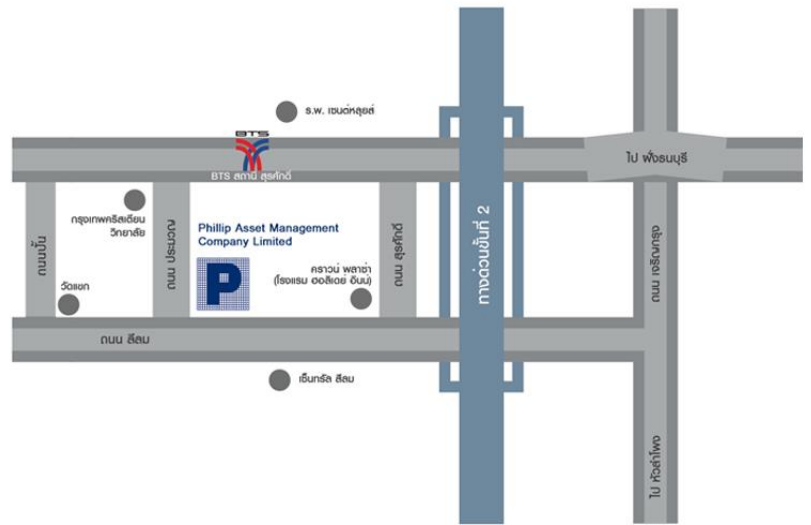 ร.พ. เซนต์หลุยส์
BTS
BTS สถานี สุรศักดิ์
ไป ฝั่งธนบุรี
กรุงเทพคริสเตียน
วิทยาลัย
ถนนปั้น
ถนน ประมวญ
Phillip Asset Management
Company Limited
P
คราวน์ พลาซ่า
(โรงแรม ฮอลิเดย์ อินน์)
ถนน สุรศักดิ์
ทางด่วนขั้นที่ 2
ถนน เจริญกรุง
วัดแขก
ถนน สีลม
เซ็นทรัล สีลม
ไป หัวลำโพง